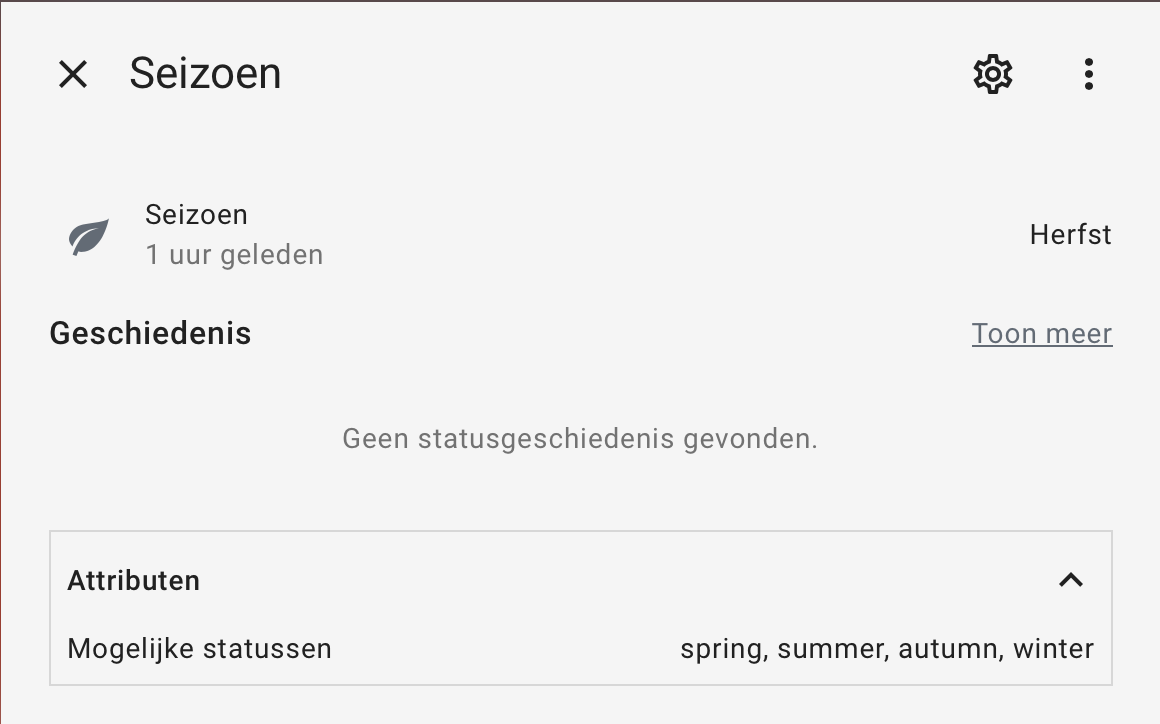 Seizoen
Seizoen
1 uur geleden
Herfst
Geschiedenis
Toon meer
Geen statusgeschiedenis gevonden.
Attributen
Mogelijke statussen
spring, summer, autumn, winter